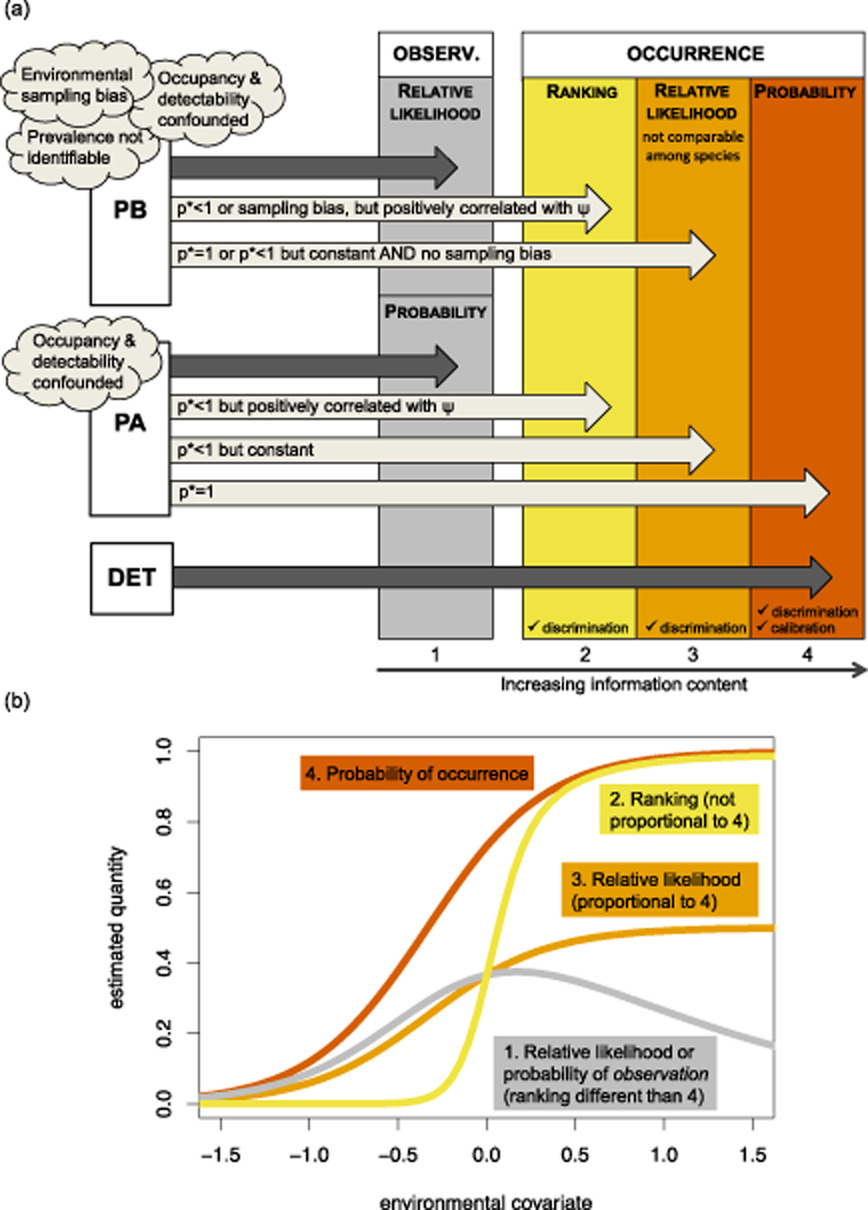 (a)
Environmental
sampling bias
Occupancy &
detectability
confounded
Prevalence not
identifiable
OBSERV.
OCCURRENCE
RELATIVE
LIKELIHOOD
RANKING
RELATIVE
LIKELIHOOD
not comparable
among species
PROBABILITY
PB
p*<1 or sampling bias, but positively correlated with ψ
p*=1 or p*<1 but constant AND no sampling bias
PROBABILITY
Occupancy &
detectability
confounded
PA
p*<1 but positively correlated with ψ
p*<1 but constant
p*=1
DET
✓ discrimination
✓ discrimination
✓ discrimination
✓ calibration
1
2
3
4
Increasing information content
(b)
estimated quantity
1.0
0.8
0.6
0.4
0.2
0.0
4. Probability of occurrence
2. Ranking (not
proportional to 4)
3. Relative likelihood
(proportional to 4)
1. Relative likelihood or
probability of observation
(ranking different than 4)
−1.5
−1.0
−0.5
0.0
0.5
1.0
1.5
environmental covariate